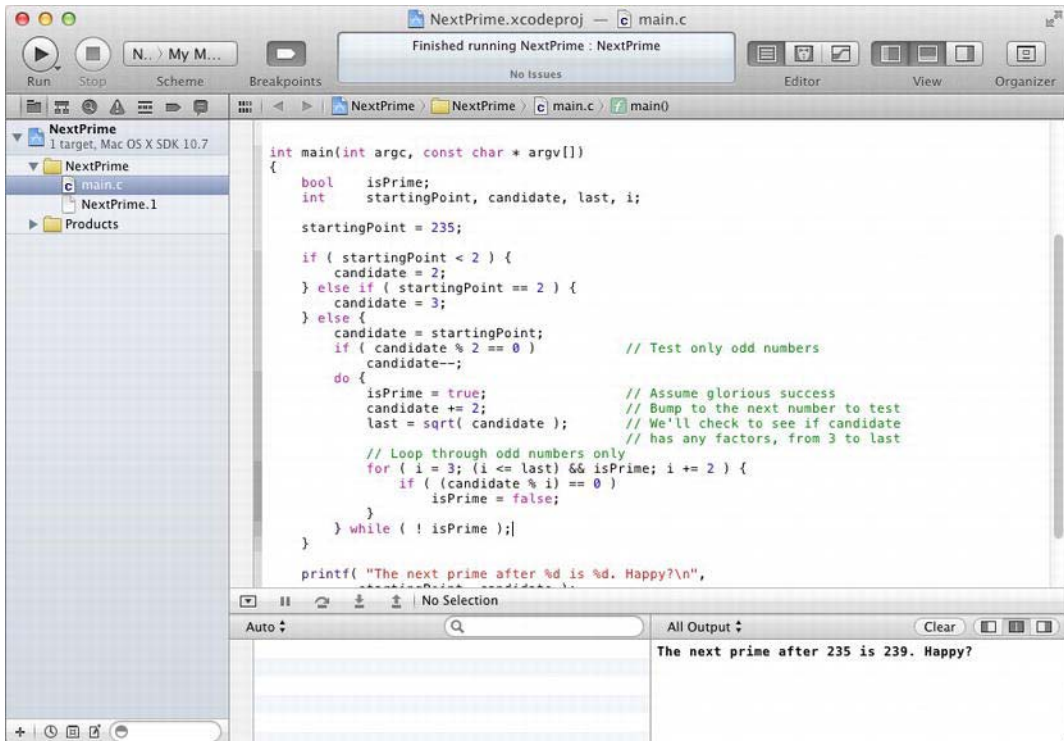 NextPrime.xcodeproj — c main.c
Run
Stop
N.. › My M...
Scheme
Breakpoints
Finished running NextPrime : NextPrime
No Issues
Editor
View
Organizer
NextPrime › NextPrime › c main.c › f main()
NextPrime
1 target, Mac OS X SDK 10.7
NextPrime
c main.c
NextPrime.1
Products
int main(int argc, const char * argv[])
{
    bool    isPrime;
    int     startingPoint, candidate, last, i;
    startingPoint = 235;
    if ( startingPoint < 2 ) {
        candidate = 2;
    } else if ( startingPoint == 2 ) {
        candidate = 3;
    } else {
        candidate = startingPoint;
        if ( candidate % 2 == 0 )           // Test only odd numbers
            candidate--;
        do {
            isPrime = true;                 // Assume glorious success
            candidate += 2;                 // Bump to the next number to test
            last = sqrt( candidate );       // We'll check to see if candidate
                                            // has any factors, from 3 to last
            // Loop through odd numbers only
            for ( i = 3; (i <= last) && isPrime; i += 2 ) {
                if ( (candidate % i) == 0 )
                    isPrime = false;
            }
        } while ( ! isPrime );
    }
    printf( "The next prime after %d is %d. Happy?\n",
No Selection
Auto
All Output
Clear
The next prime after 235 is 239. Happy?